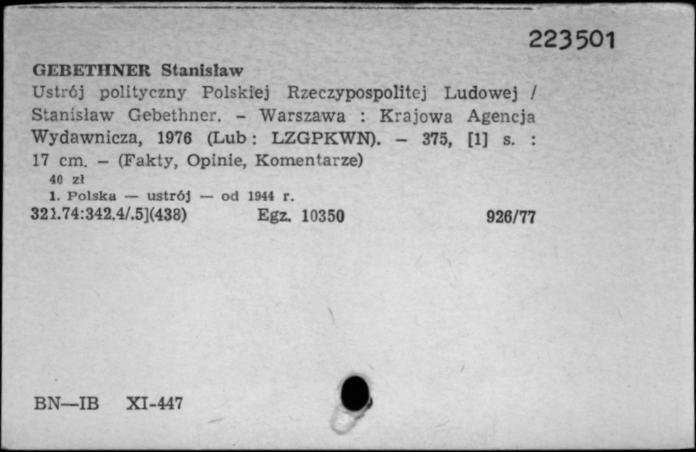 223501
GEBETHNER Stanisław
Ustrój polityczny Polskiej Rzeczypospolitej Ludowej /
Stanisław Gebethner. – Warszawa : Krajowa Agencja
Wydawnicza, 1976 (Lub : LZGPKWN). – 375, [1] s. :
17 cm. – (Fakty, Opinie, Komentarze)
40 zł
1. Polska — ustrój — od 1944 r.
321.74:342.4/.5](438) Egz. 10350 926/77
BN—IB XI-447